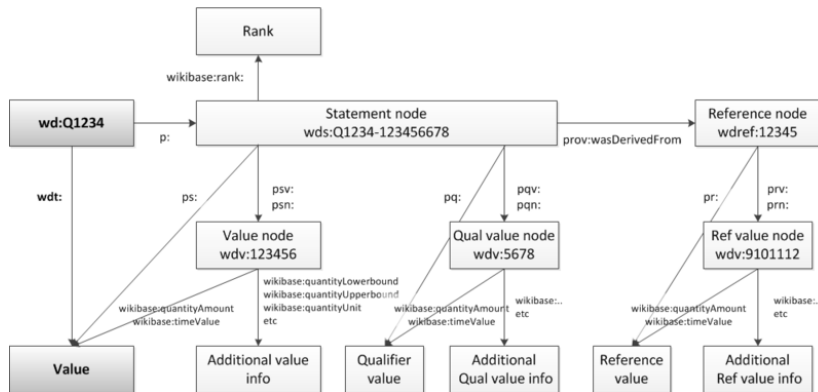 Rank
wikibase:rank:
wd:Q1234
p:
Statement node
wds:Q1234-123456678
prov:wasDerivedFrom
Reference node
wdref:12345
wdt:
ps:
psv:
psn:
pq:
pqv:
pqn:
pr:
prv:
prn:
Value node
wdv:123456
Qual value node
wdv:5678
Ref value node
wdv:9101112
wikibase:quantityAmount
wikibase:timeValue
wikibase:quantityLowerbound
wikibase:quantityUpperbound
wikibase:quantityUnit
etc
wikibase:quantityAmount
wikibase:timeValue
wikibase:..
etc
wikibase:quantityAmount
wikibase:timeValue
wikibase:..
etc
Value
Additional value
info
Qualifier
value
Additional
Qual value info
Reference
value
Additional
Ref value info